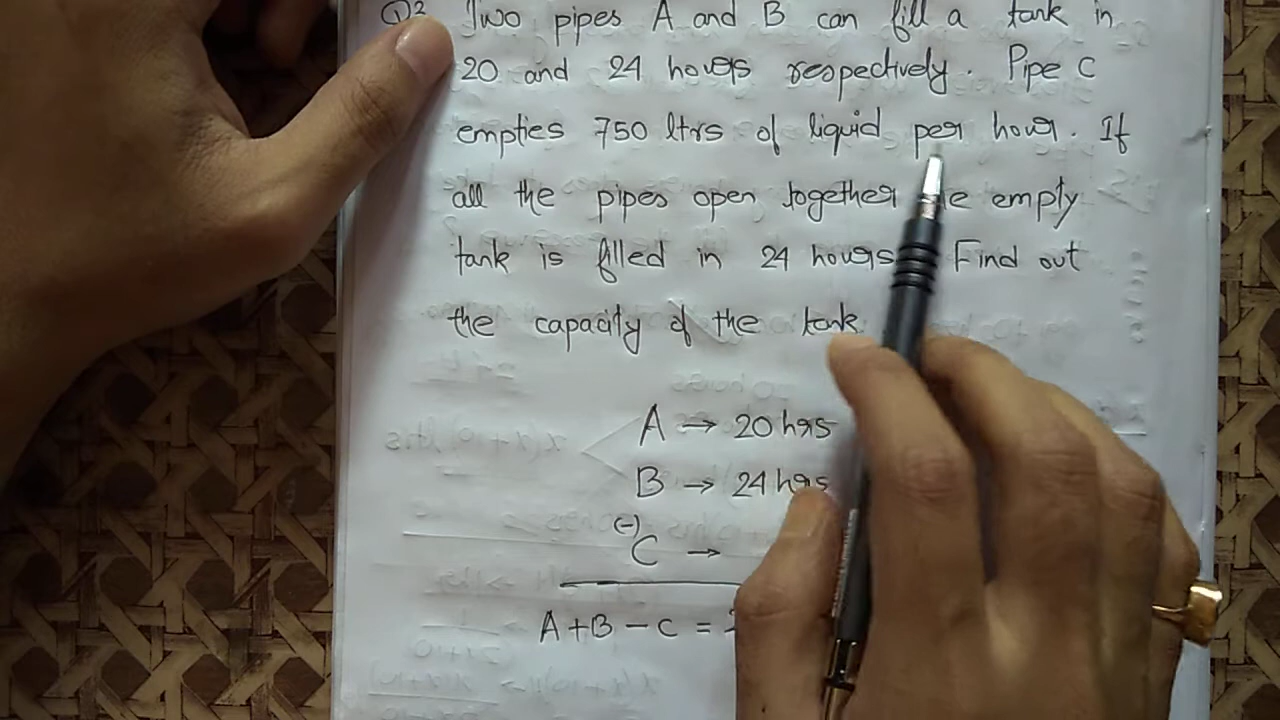 Q2 Two pipes A and B can fill a tank in
20 and 24 hours respectively. Pipe C
empties 750 ltrs of liquid per hour. If
all the pipes open together empty
tank is filled in 24 hours Find out
the capacity of the tank
A → 20 hrs
B → 24 hrs
(-)
C →
A+B-C =